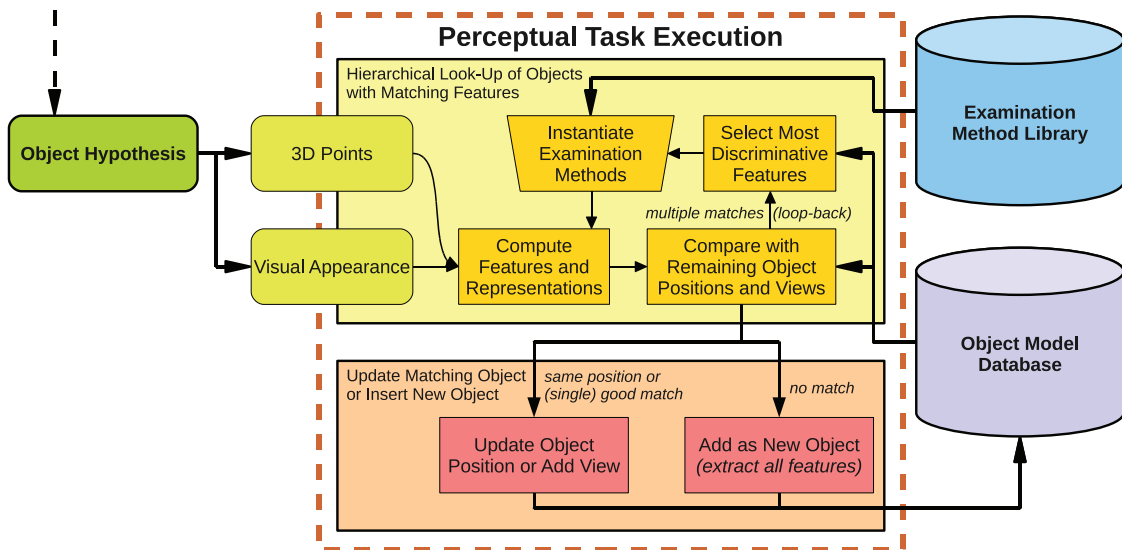 Perceptual Task Execution
Hierarchical Look-Up of Objects
with Matching Features
Object Hypothesis
3D Points
Visual Appearance
Instantiate
Examination
Methods
Select Most
Discriminative
Features
multiple matches (loop-back)
Compute
Features and
Representations
Compare with
Remaining Object
Positions and Views
Examination
Method Library
Object Model
Database
Update Matching Object
or Insert New Object
same position or
(single) good match
no match
Update Object
Position or Add View
Add as New Object
(extract all features)